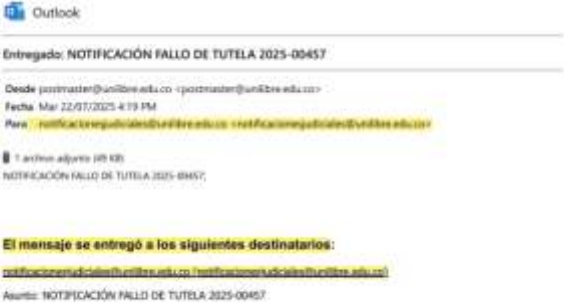 Outlook
Entregado: NOTIFICACIÓN FALLO DE TUTELA 2025-00457
Desde postmaster@unilibre.edu.co <postmaster@unilibre.edu.co>
Fecha Mar 22/07/2025 4:19 PM
Para notificacionesjudiciales@unilibre.edu.co <notificacionesjudiciales@unilibre.edu.co>
1 archivo adjunto (49 KB)
NOTIFICACIÓN FALLO DE TUTELA 2025-00457;
El mensaje se entregó a los siguientes destinatarios:
notificacionesjudiciales@unilibre.edu.co (notificacionesjudiciales@unilibre.edu.co)
Asunto: NOTIFICACIÓN FALLO DE TUTELA 2025-00457